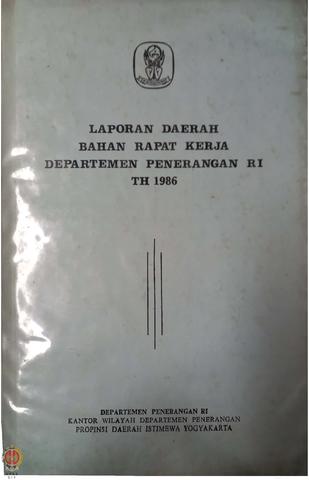 LAPORAN DAERAH
BAHAN RAPAT KERJA
DEPARTEMEN PENERANGAN RI
TH 1986
DEPARTEMEN PENERANGAN RI
KANTOR WILAYAH DEPARTEMEN PENERANGAN
PROPINSI DAERAH ISTIMEWA YOGYAKARTA